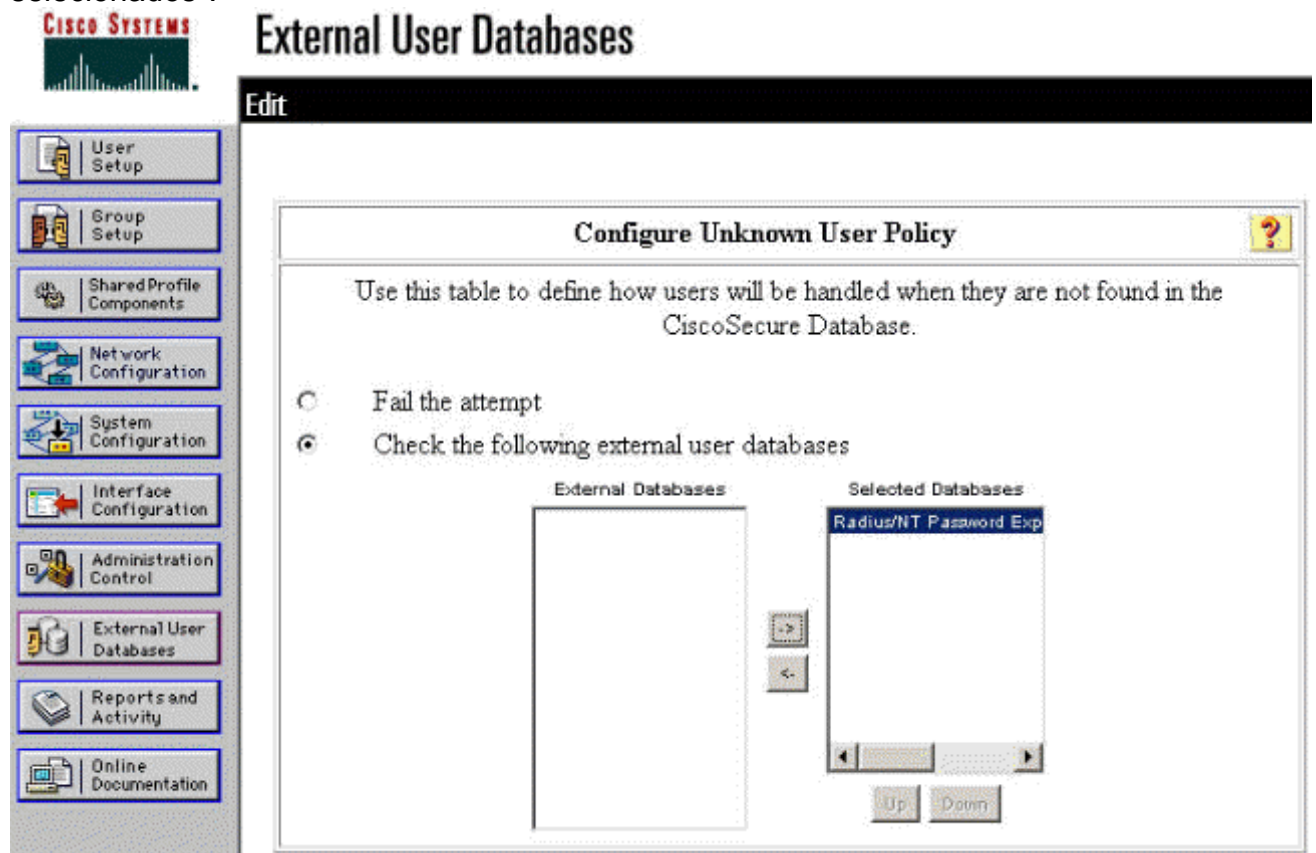 selecionados".
CISCO SYSTEMS
External User Databases
Edit
User
Setup
Group
Setup
Shared Profile
Components
Network
Configuration
System
Configuration
Interface
Configuration
Administration
Control
External User
Databases
Reports and
Activity
Online
Documentation
Configure Unknown User Policy
?
Use this table to define how users will be handled when they are not found in the
CiscoSecure Database.
Fail the attempt
Check the following external user databases
External Databases
Selected Databases
Radius/NT Password Exp
->
<-
Up
Down